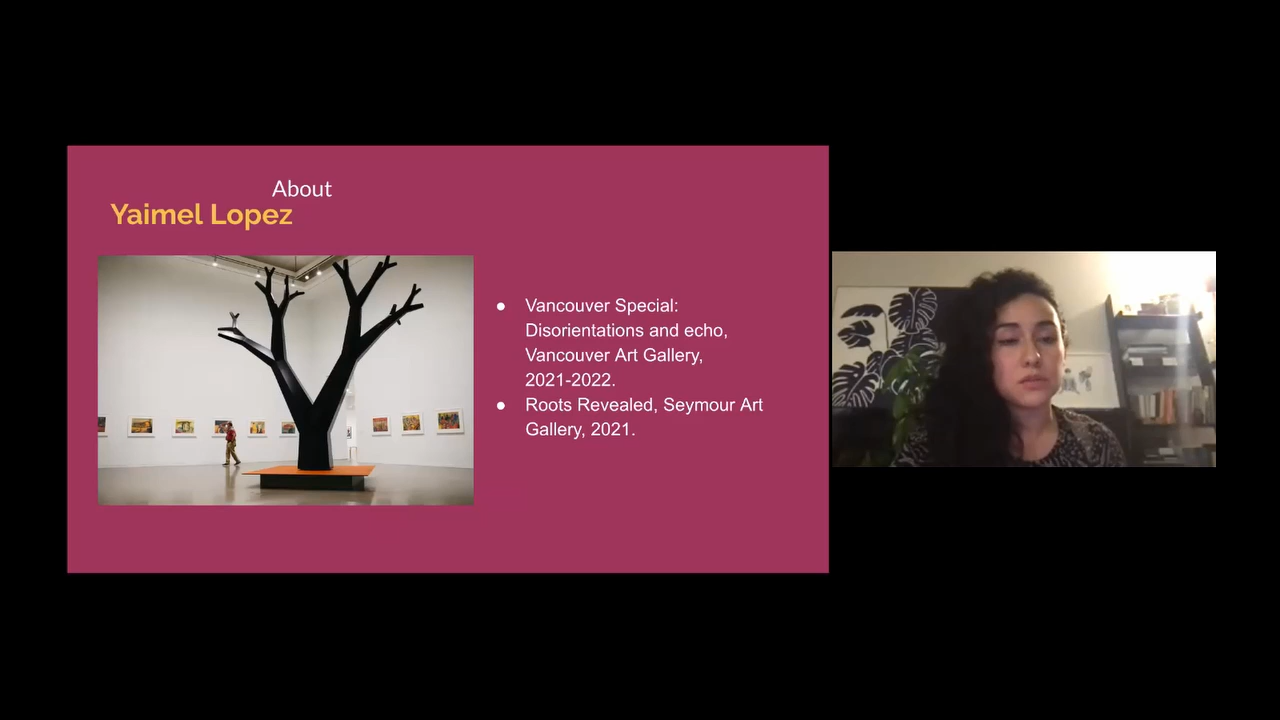 About
Yaimel Lopez
● Vancouver Special:
Disorientations and echo,
Vancouver Art Gallery,
2021-2022.
● Roots Revealed, Seymour Art
Gallery, 2021.